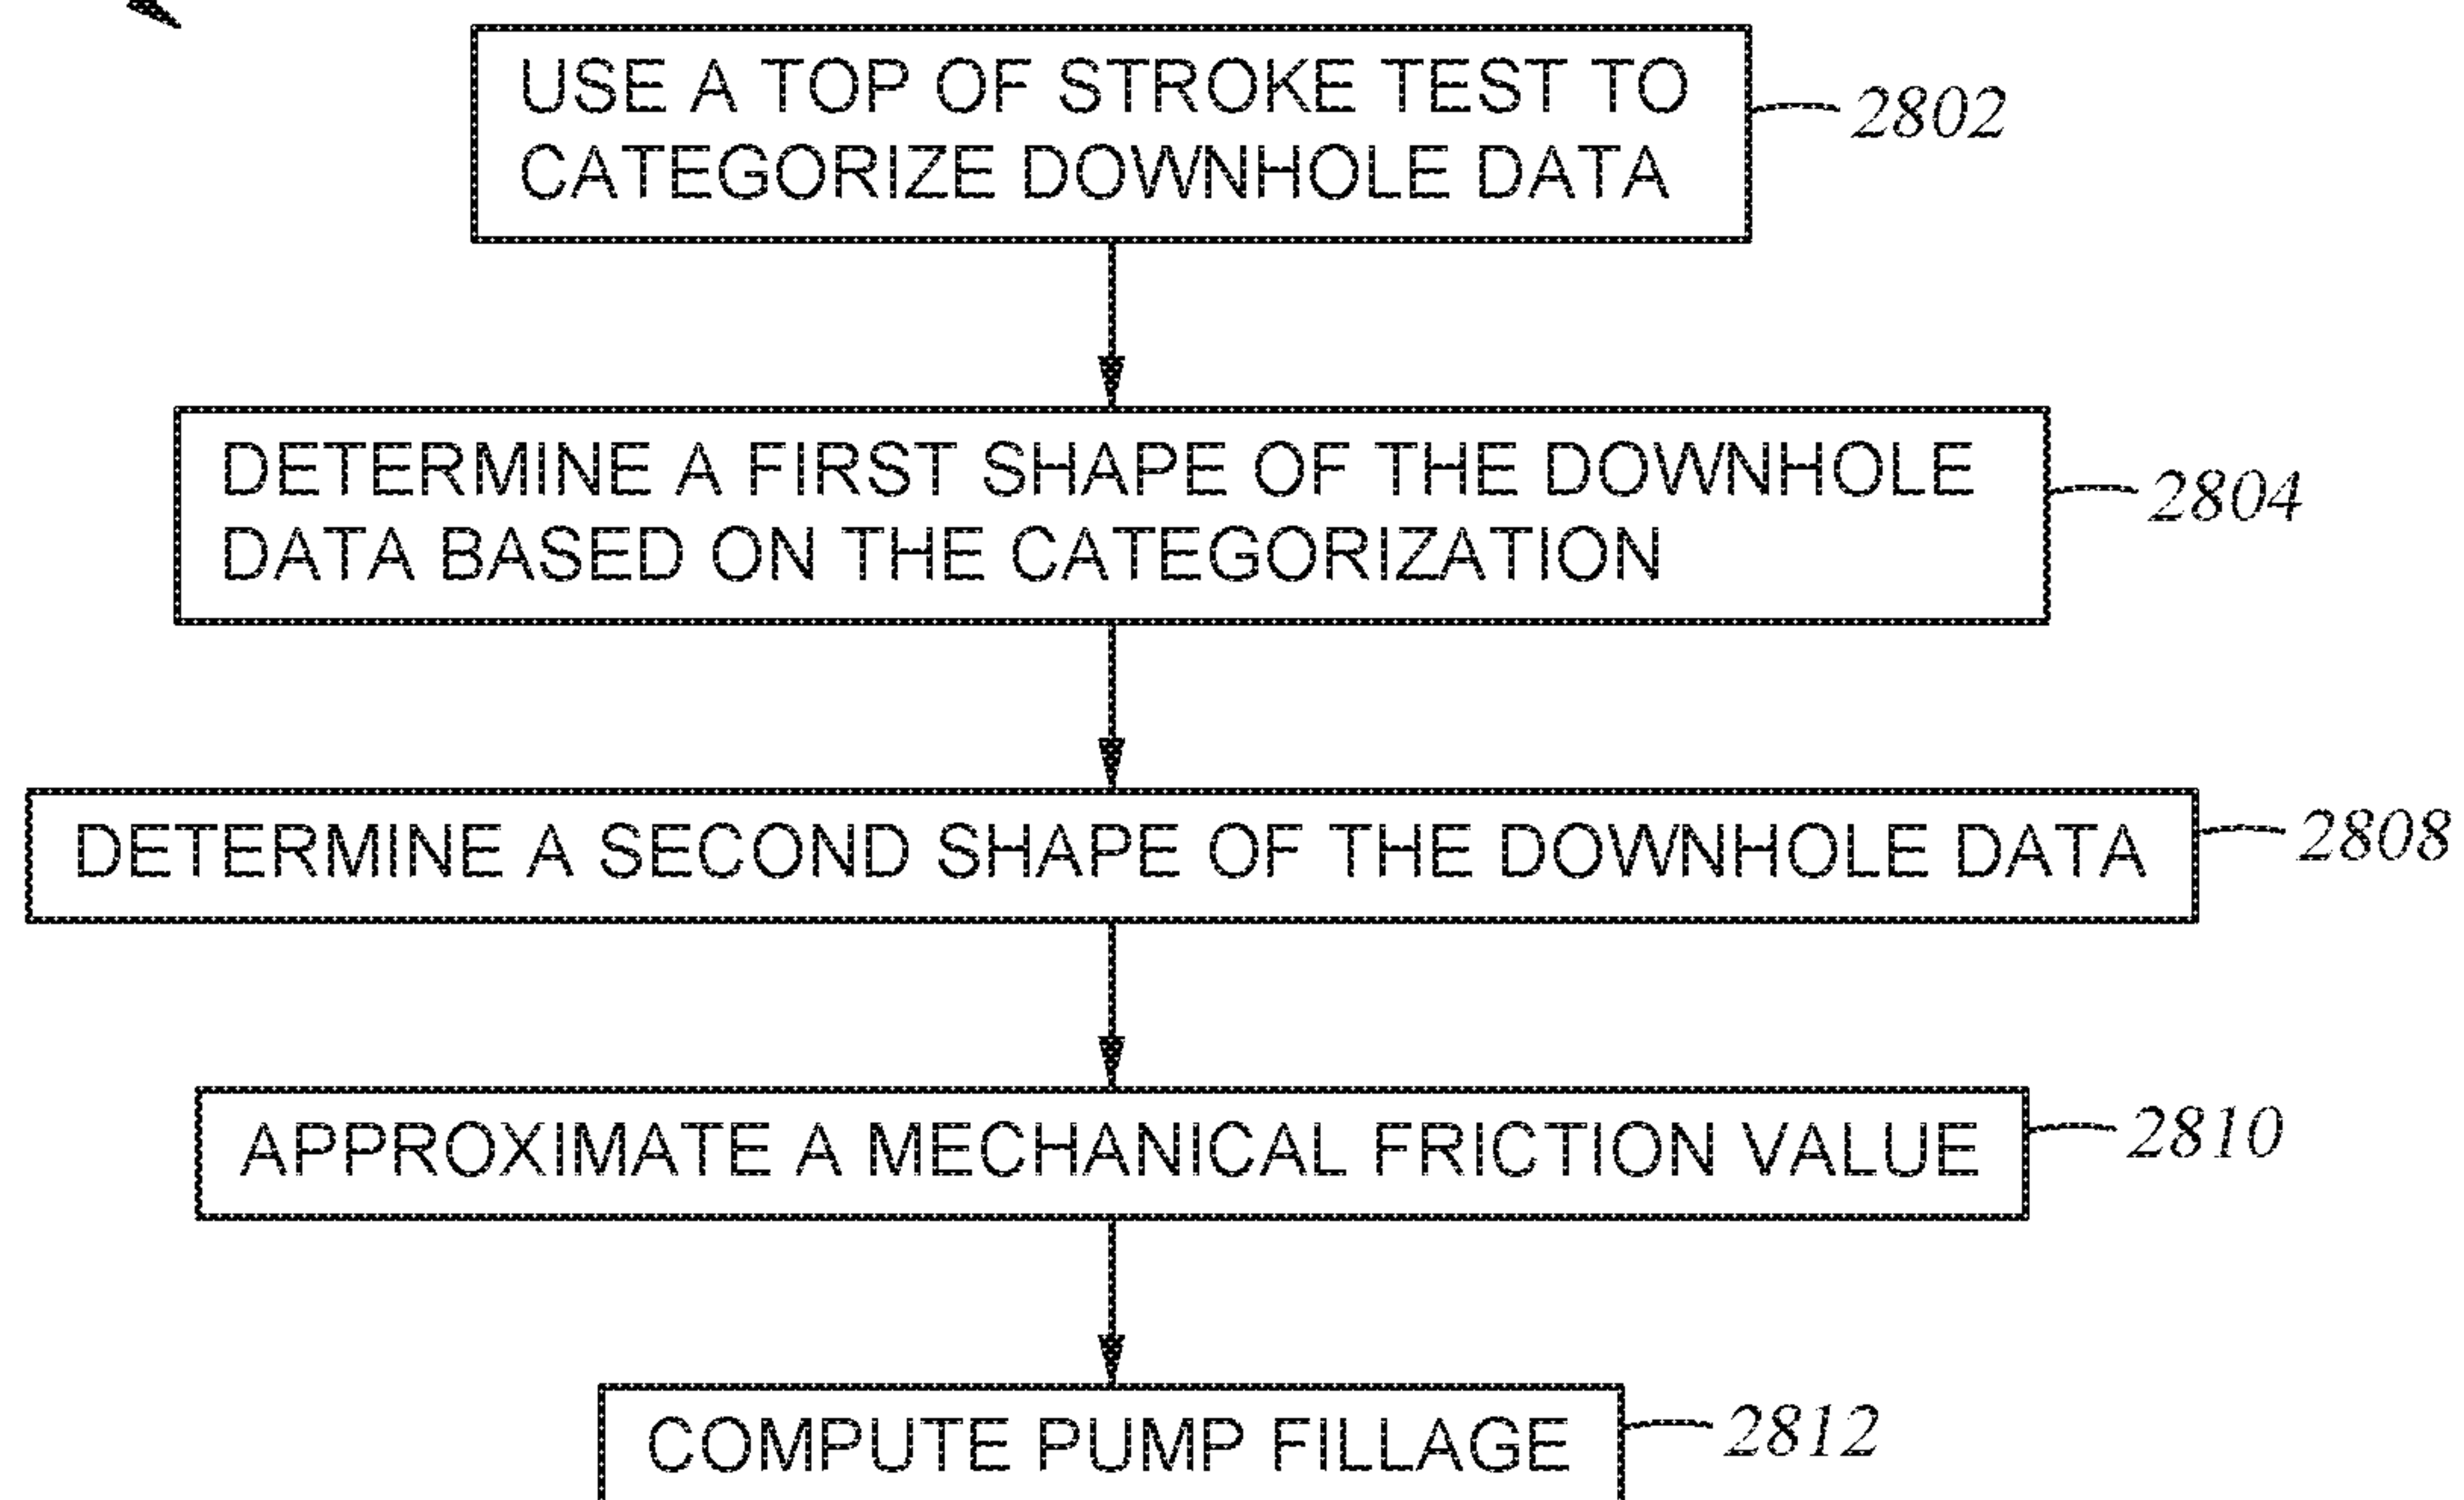 USE A TOP OF STROKE TEST TO
CATEGORIZE DOWNHOLE DATA
2802
DETERMINE A FIRST SHAPE OF THE DOWNHOLE
DATA BASED ON THE CATEGORIZATION
2804
DETERMINE A SECOND SHAPE OF THE DOWNHOLE DATA
2808
APPROXIMATE A MECHANICAL FRICTION VALUE
2810
COMPUTE PUMP FILLAGE
2812